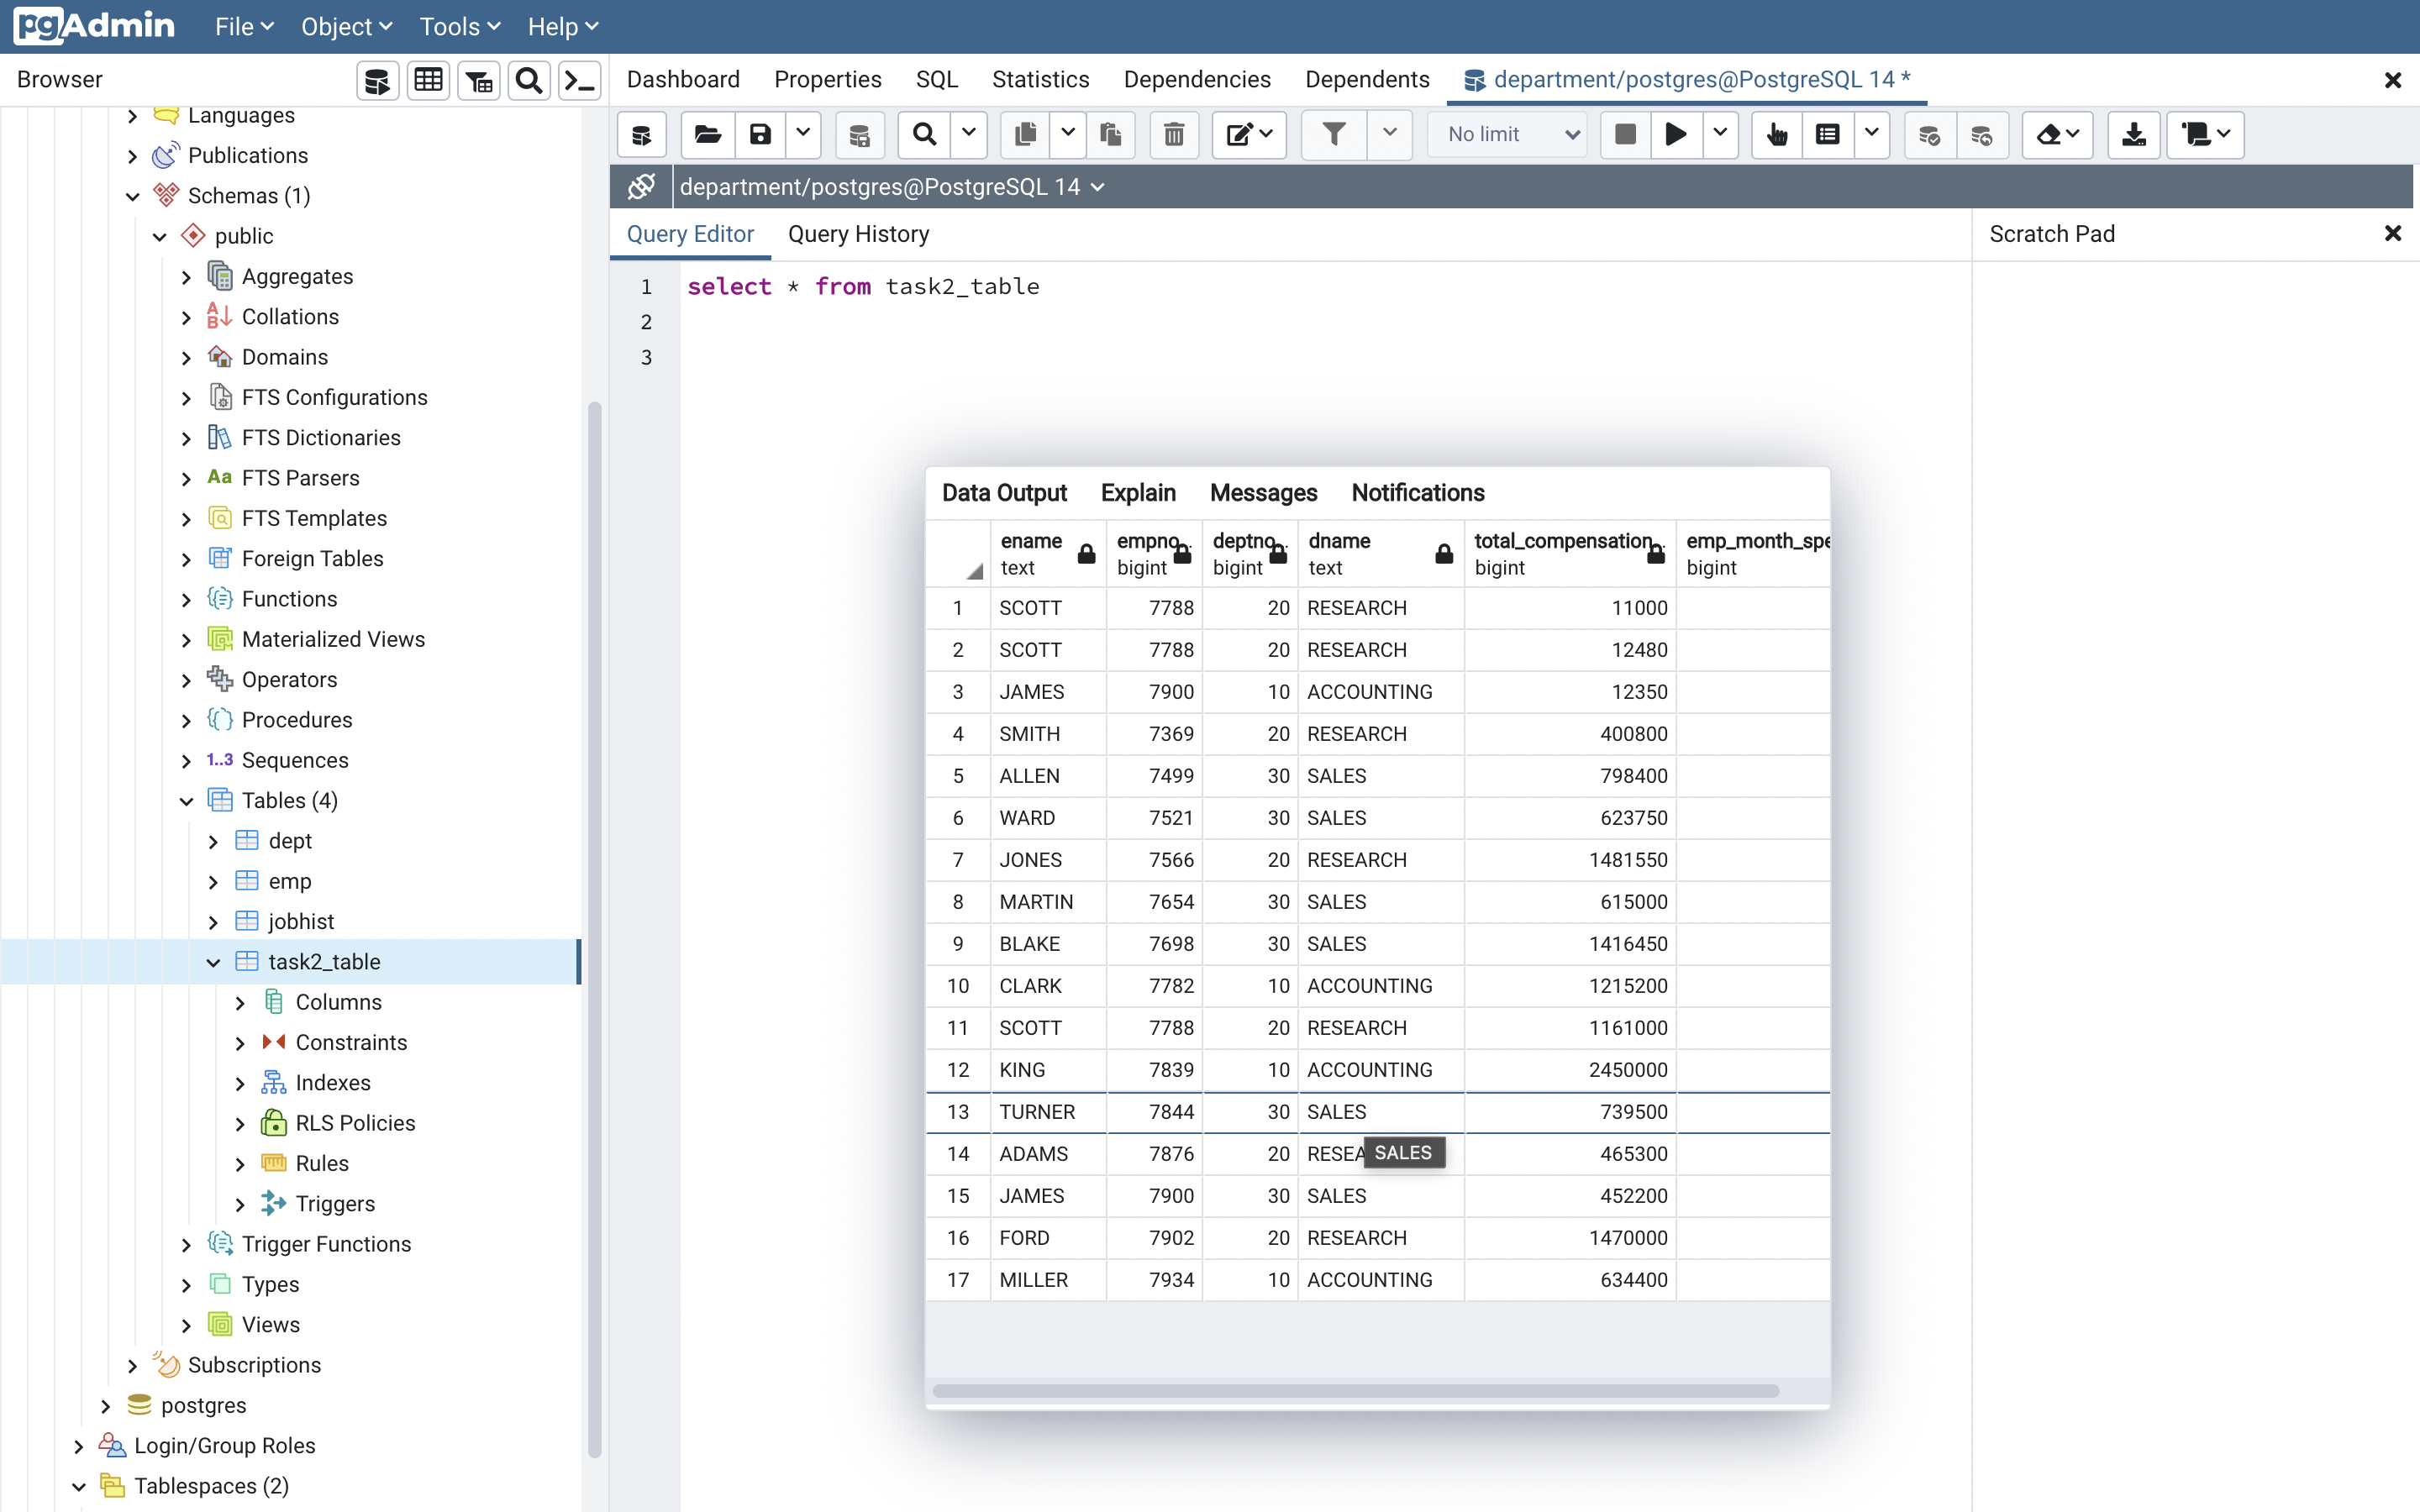 pgAdmin File Object Tools Help
Browser
Dashboard Properties SQL Statistics Dependencies Dependents department/postgres@PostgreSQL 14 *
No limit
department/postgres@PostgreSQL 14
Query Editor Query History
Scratch Pad
1 select * from task2_table
2
3
Languages
Publications
Schemas (1)
public
Aggregates
Collations
Domains
FTS Configurations
FTS Dictionaries
Aa FTS Parsers
FTS Templates
Foreign Tables
Functions
Materialized Views
Operators
Procedures
1..3 Sequences
Tables (4)
dept
emp
jobhist
task2_table
Columns
Constraints
Indexes
RLS Policies
Rules
Triggers
Trigger Functions
Types
Views
Subscriptions
postgres
Login/Group Roles
Tablespaces (2)
Data Output Explain Messages Notifications
ename empno deptno dname total_compensation emp_month_spe
text bigint bigint text bigint bigint
1 SCOTT 7788 20 RESEARCH 11000
2 SCOTT 7788 20 RESEARCH 12480
3 JAMES 7900 10 ACCOUNTING 12350
4 SMITH 7369 20 RESEARCH 400800
5 ALLEN 7499 30 SALES 798400
6 WARD 7521 30 SALES 623750
7 JONES 7566 20 RESEARCH 1481550
8 MARTIN 7654 30 SALES 615000
9 BLAKE 7698 30 SALES 1416450
10 CLARK 7782 10 ACCOUNTING 1215200
11 SCOTT 7788 20 RESEARCH 1161000
12 KING 7839 10 ACCOUNTING 2450000
13 TURNER 7844 30 SALES 739500
14 ADAMS 7876 20 RESEA SALES 465300
15 JAMES 7900 30 SALES 452200
16 FORD 7902 20 RESEARCH 1470000
17 MILLER 7934 10 ACCOUNTING 634400